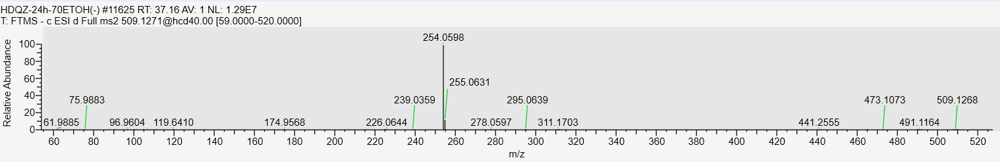 HDQZ-24h-70ETOH(-) #11625 RT: 37.16 AV: 1 NL: 1.29E7
T: FTMS - c ESI d Full ms2 509.1271@hcd40.00 [59.0000-520.0000]
254.0598
100
80
255.0631
60
40
75.9883 239.0359 295.0639 473.1073 509.1268
20
61.9885 96.9604 119.6410 174.9568 226.0644 278.0597 311.1703 441.2555 491.1164
0
60 80 100 120 140 160 180 200 220 240 260 280 300 320 340 360 380 400 420 440 460 480 500 520
m/z
Relative Abundance